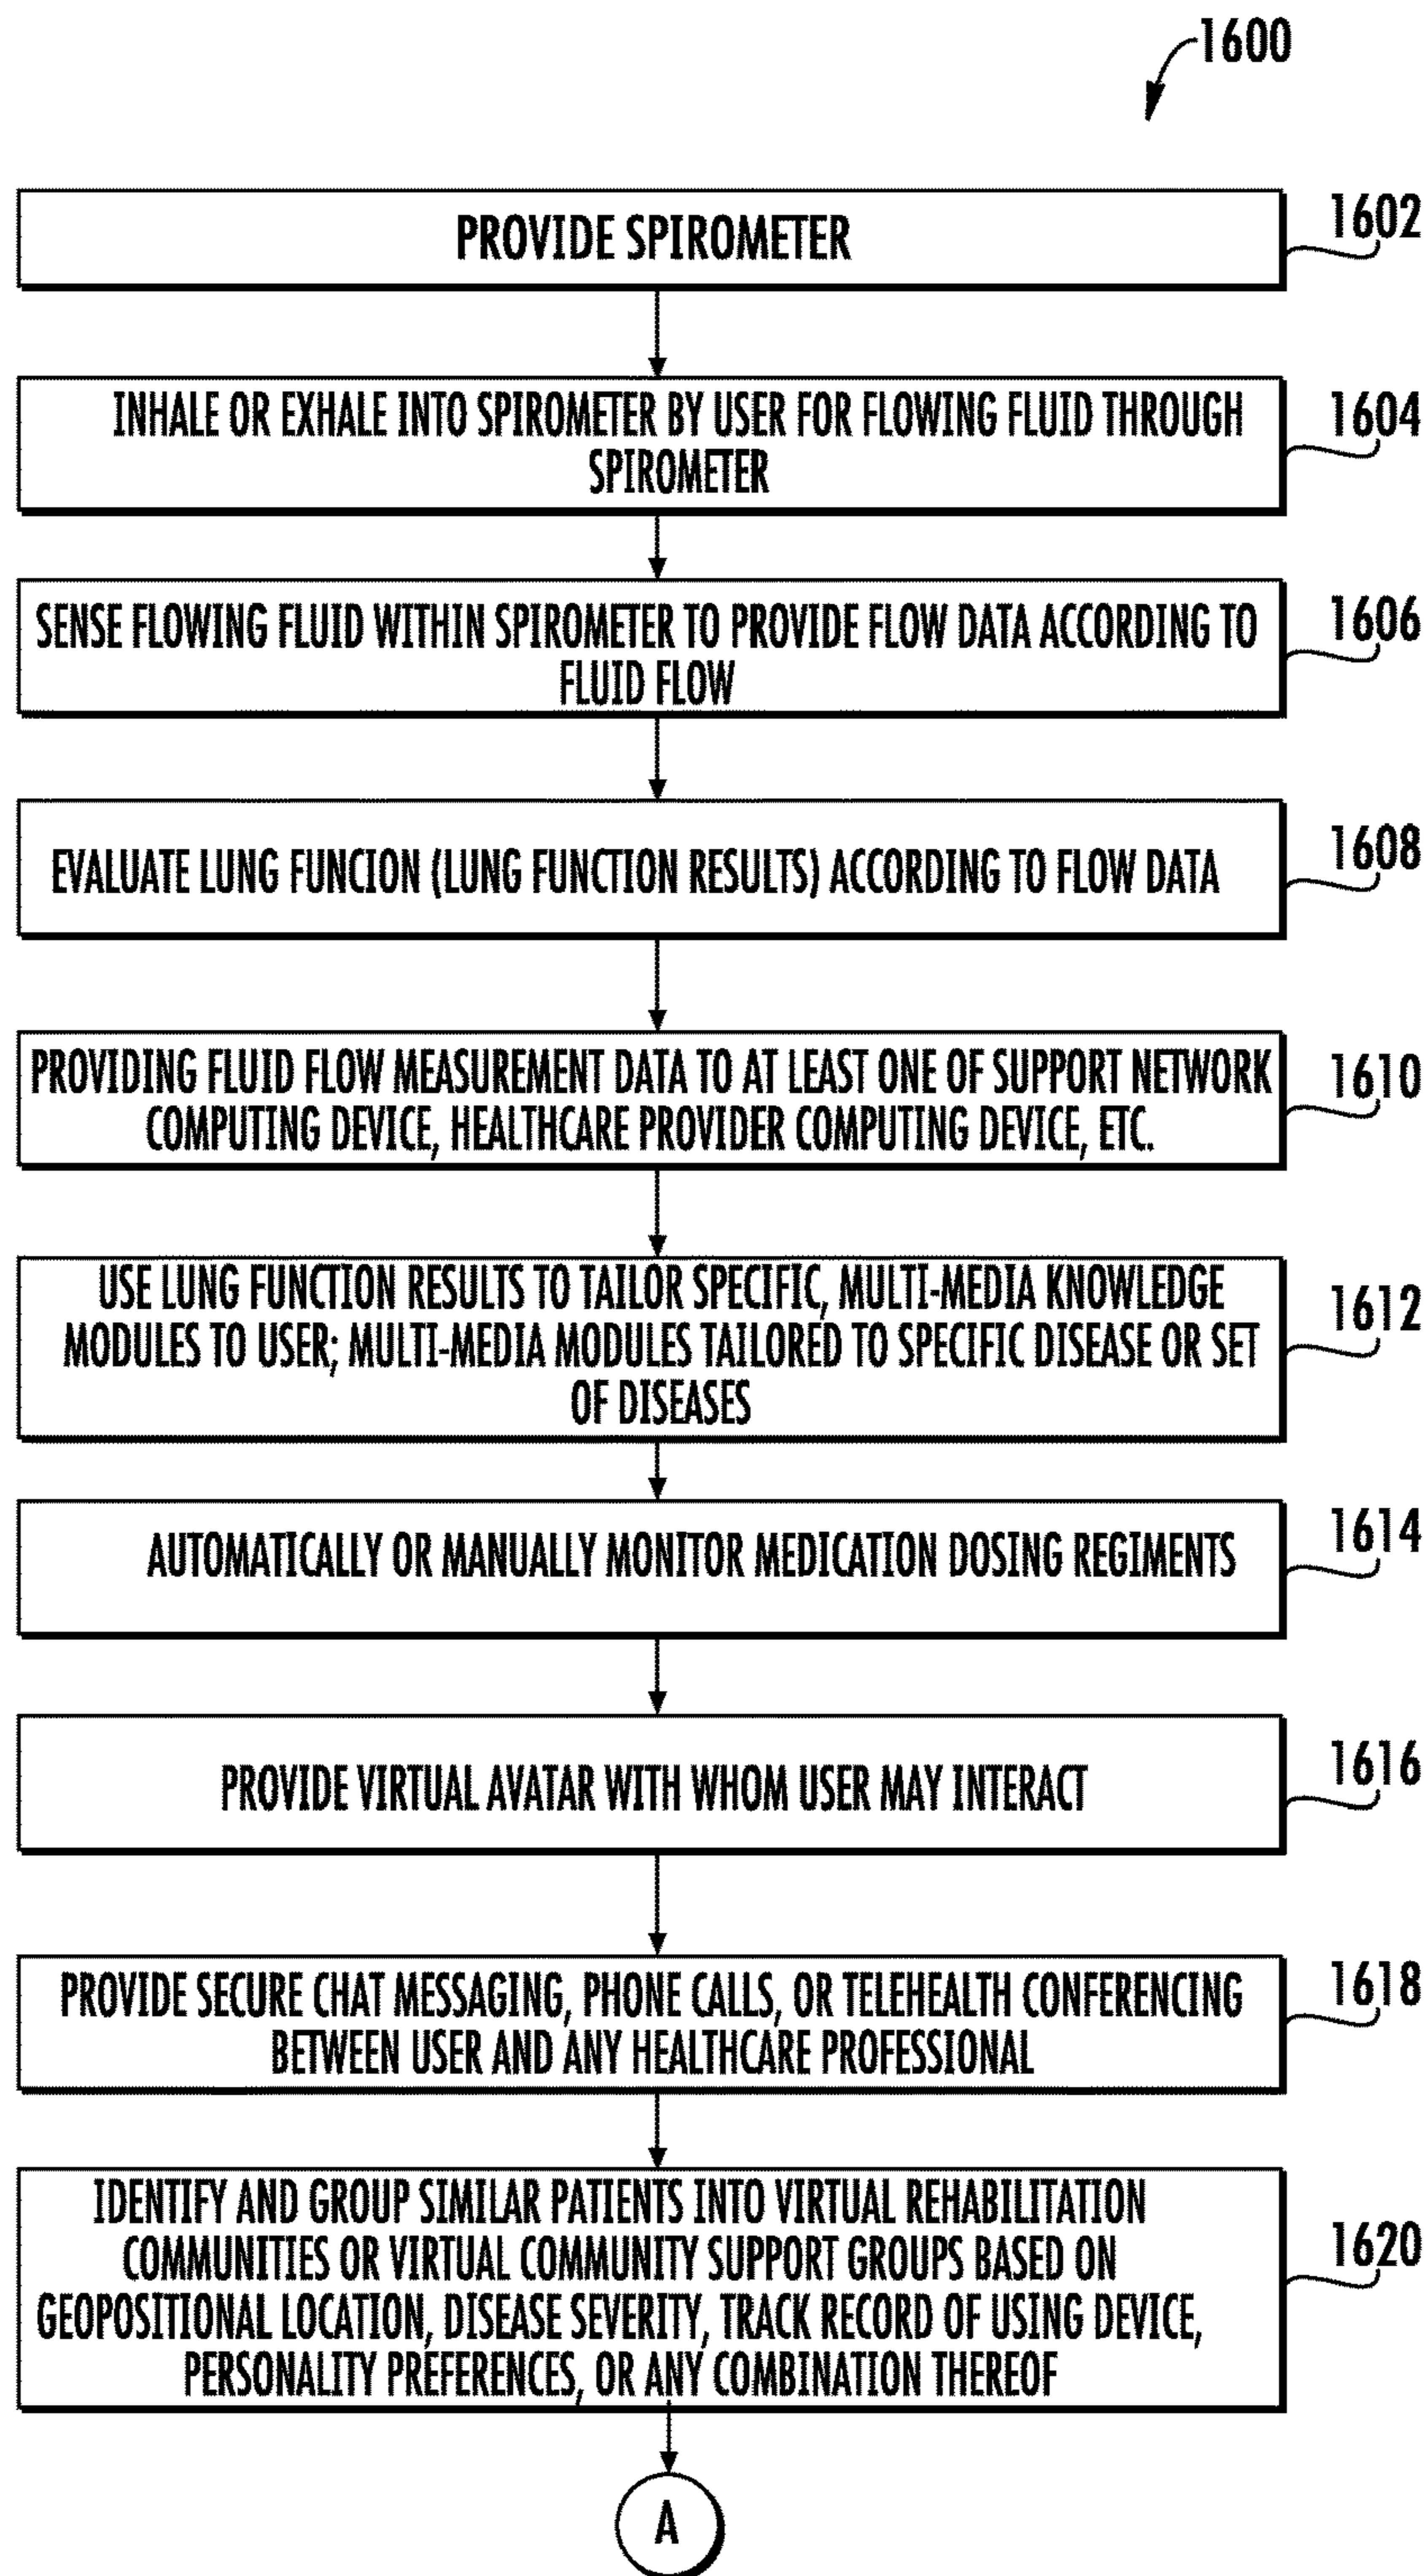 1600
PROVIDE SPIROMETER
1602
INHALE OR EXHALE INTO SPIROMETER BY USER FOR FLOWING FLUID THROUGH
SPIROMETER
1604
SENSE FLOWING FLUID WITHIN SPIROMETER TO PROVIDE FLOW DATA ACCORDING TO
FLUID FLOW
1606
EVALUATE LUNG FUNCION (LUNG FUNCTION RESULTS) ACCORDING TO FLOW DATA
1608
PROVIDING FLUID FLOW MEASUREMENT DATA TO AT LEAST ONE OF SUPPORT NETWORK
COMPUTING DEVICE, HEALTHCARE PROVIDER COMPUTING DEVICE, ETC.
1610
USE LUNG FUNCTION RESULTS TO TAILOR SPECIFIC, MULTI-MEDIA KNOWLEDGE
MODULES TO USER; MULTI-MEDIA MODULES TAILORED TO SPECIFIC DISEASE OR SET
OF DISEASES
1612
AUTOMATICALLY OR MANUALLY MONITOR MEDICATION DOSING REGIMENTS
1614
PROVIDE VIRTUAL AVATAR WITH WHOM USER MAY INTERACT
1616
PROVIDE SECURE CHAT MESSAGING, PHONE CALLS, OR TELEHEALTH CONFERENCING
BETWEEN USER AND ANY HEALTHCARE PROFESSIONAL
1618
IDENTIFY AND GROUP SIMILAR PATIENTS INTO VIRTUAL REHABILITATION
COMMUNITIES OR VIRTUAL COMMUNITY SUPPORT GROUPS BASED ON
GEOPOSITIONAL LOCATION, DISEASE SEVERITY, TRACK RECORD OF USING DEVICE,
PERSONALITY PREFERENCES, OR ANY COMBINATION THEREOF
1620
A